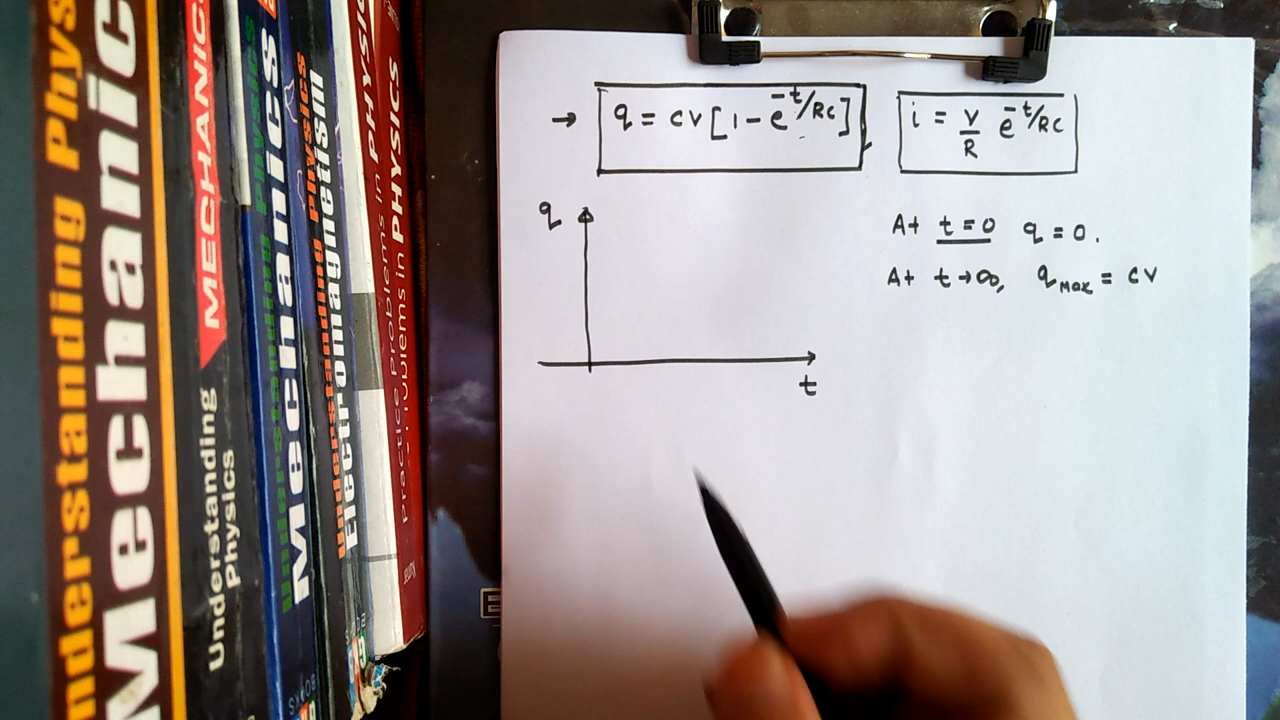 understanding Physics
Mechanics
MECHANICS
Understanding
Physics
Understanding Physics
Mechanics
Understanding Physics
Electromagnetism
Practice Problems in PHYSICS
Problems in PHYSICS
→ q = CV[1-e^-t/RC],
i = V/R e^-t/RC
q
t
At t=0 q=0.
At t→∞, qMax = CV